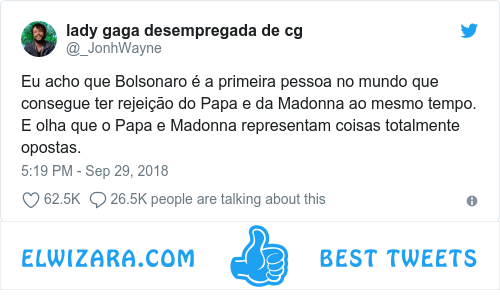 lady gaga desempregada de cg
@_JonhWayne
Eu acho que Bolsonaro é a primeira pessoa no mundo que
consegue ter rejeição do Papa e da Madonna ao mesmo tempo.
E olha que o Papa e Madonna representam coisas totalmente
opostas.
5:19 PM - Sep 29, 2018
62.5K 26.5K people are talking about this
ELWIZARA.COM BEST TWEETS